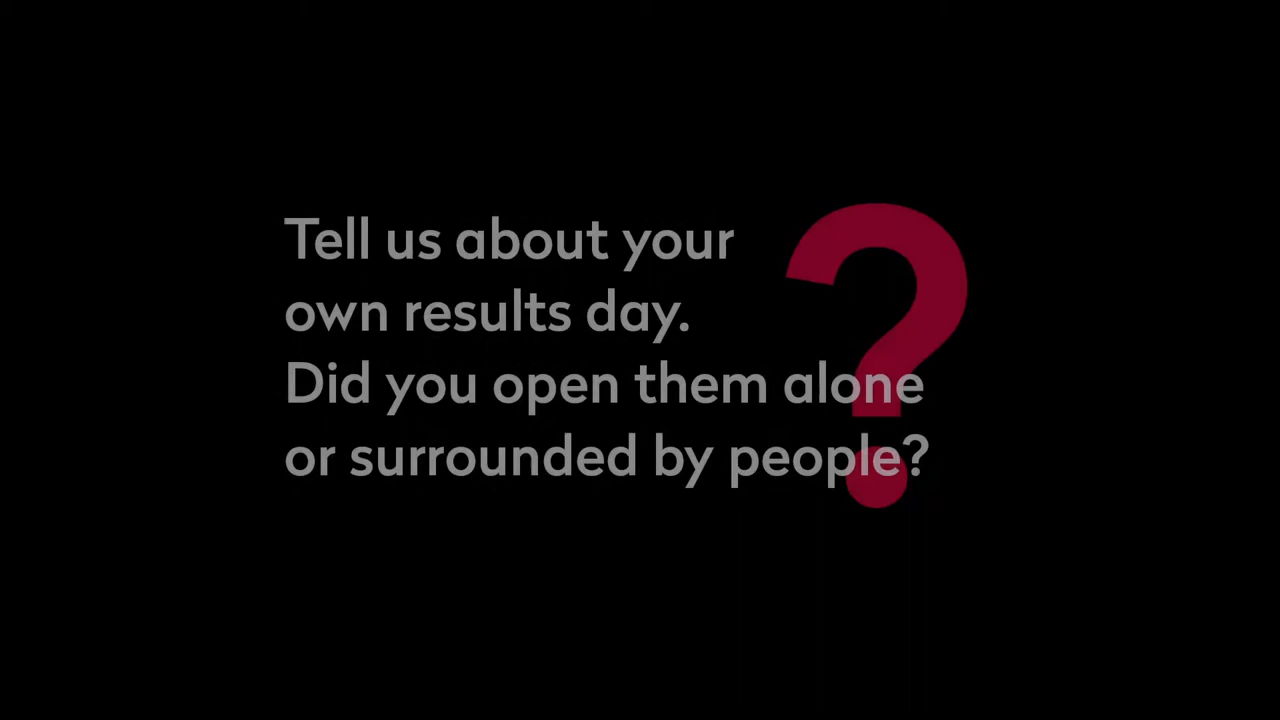 Tell us about your
own results day.
Did you open them alone
or surrounded by people?